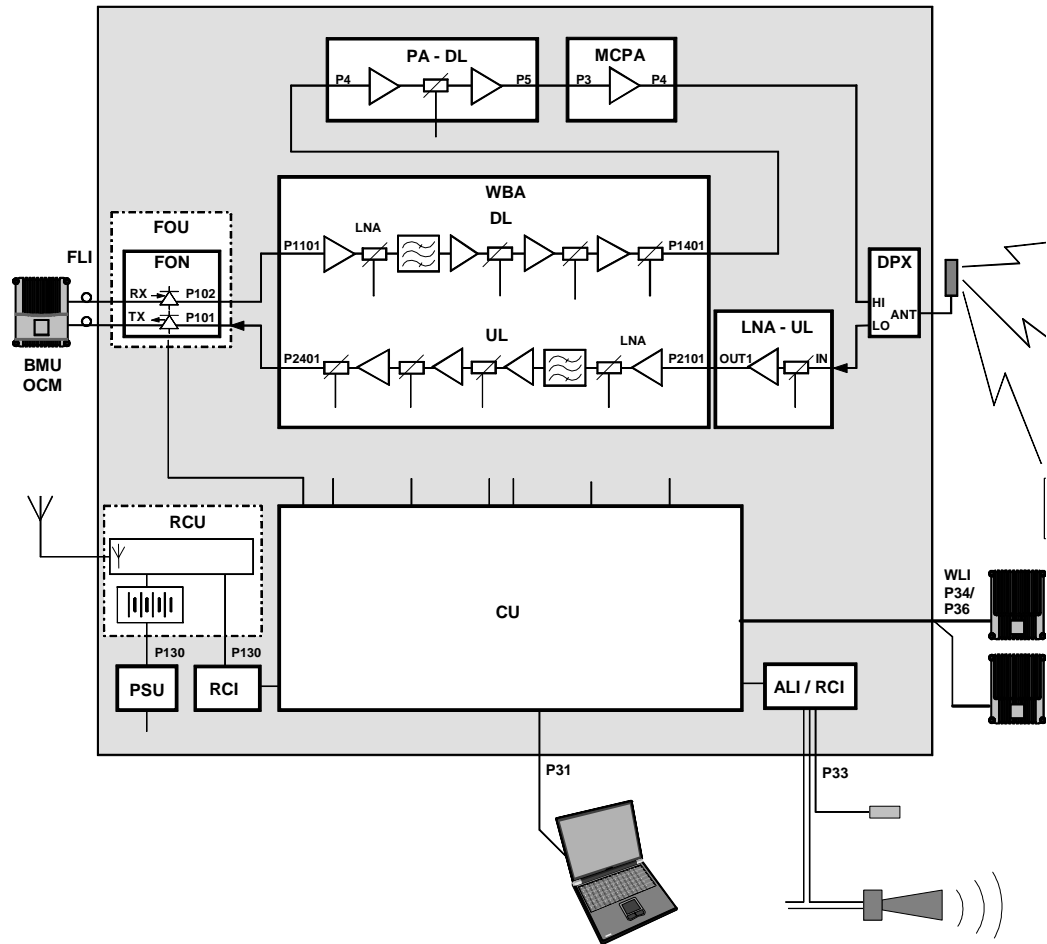 PA - DL
MCPA
P4
P5
P3
P4
WBA
DL
FOU
FLI
FON
LNA
P1101
P1401
RX
P102
TX
P101
BMU
OCM
DPX
HI
LO
ANT
UL
LNA
P2401
P2101
LNA - UL
OUT1
IN
RCU
CU
WLI
P34/
P36
P130
P130
PSU
RCI
ALI / RCI
P31
P33